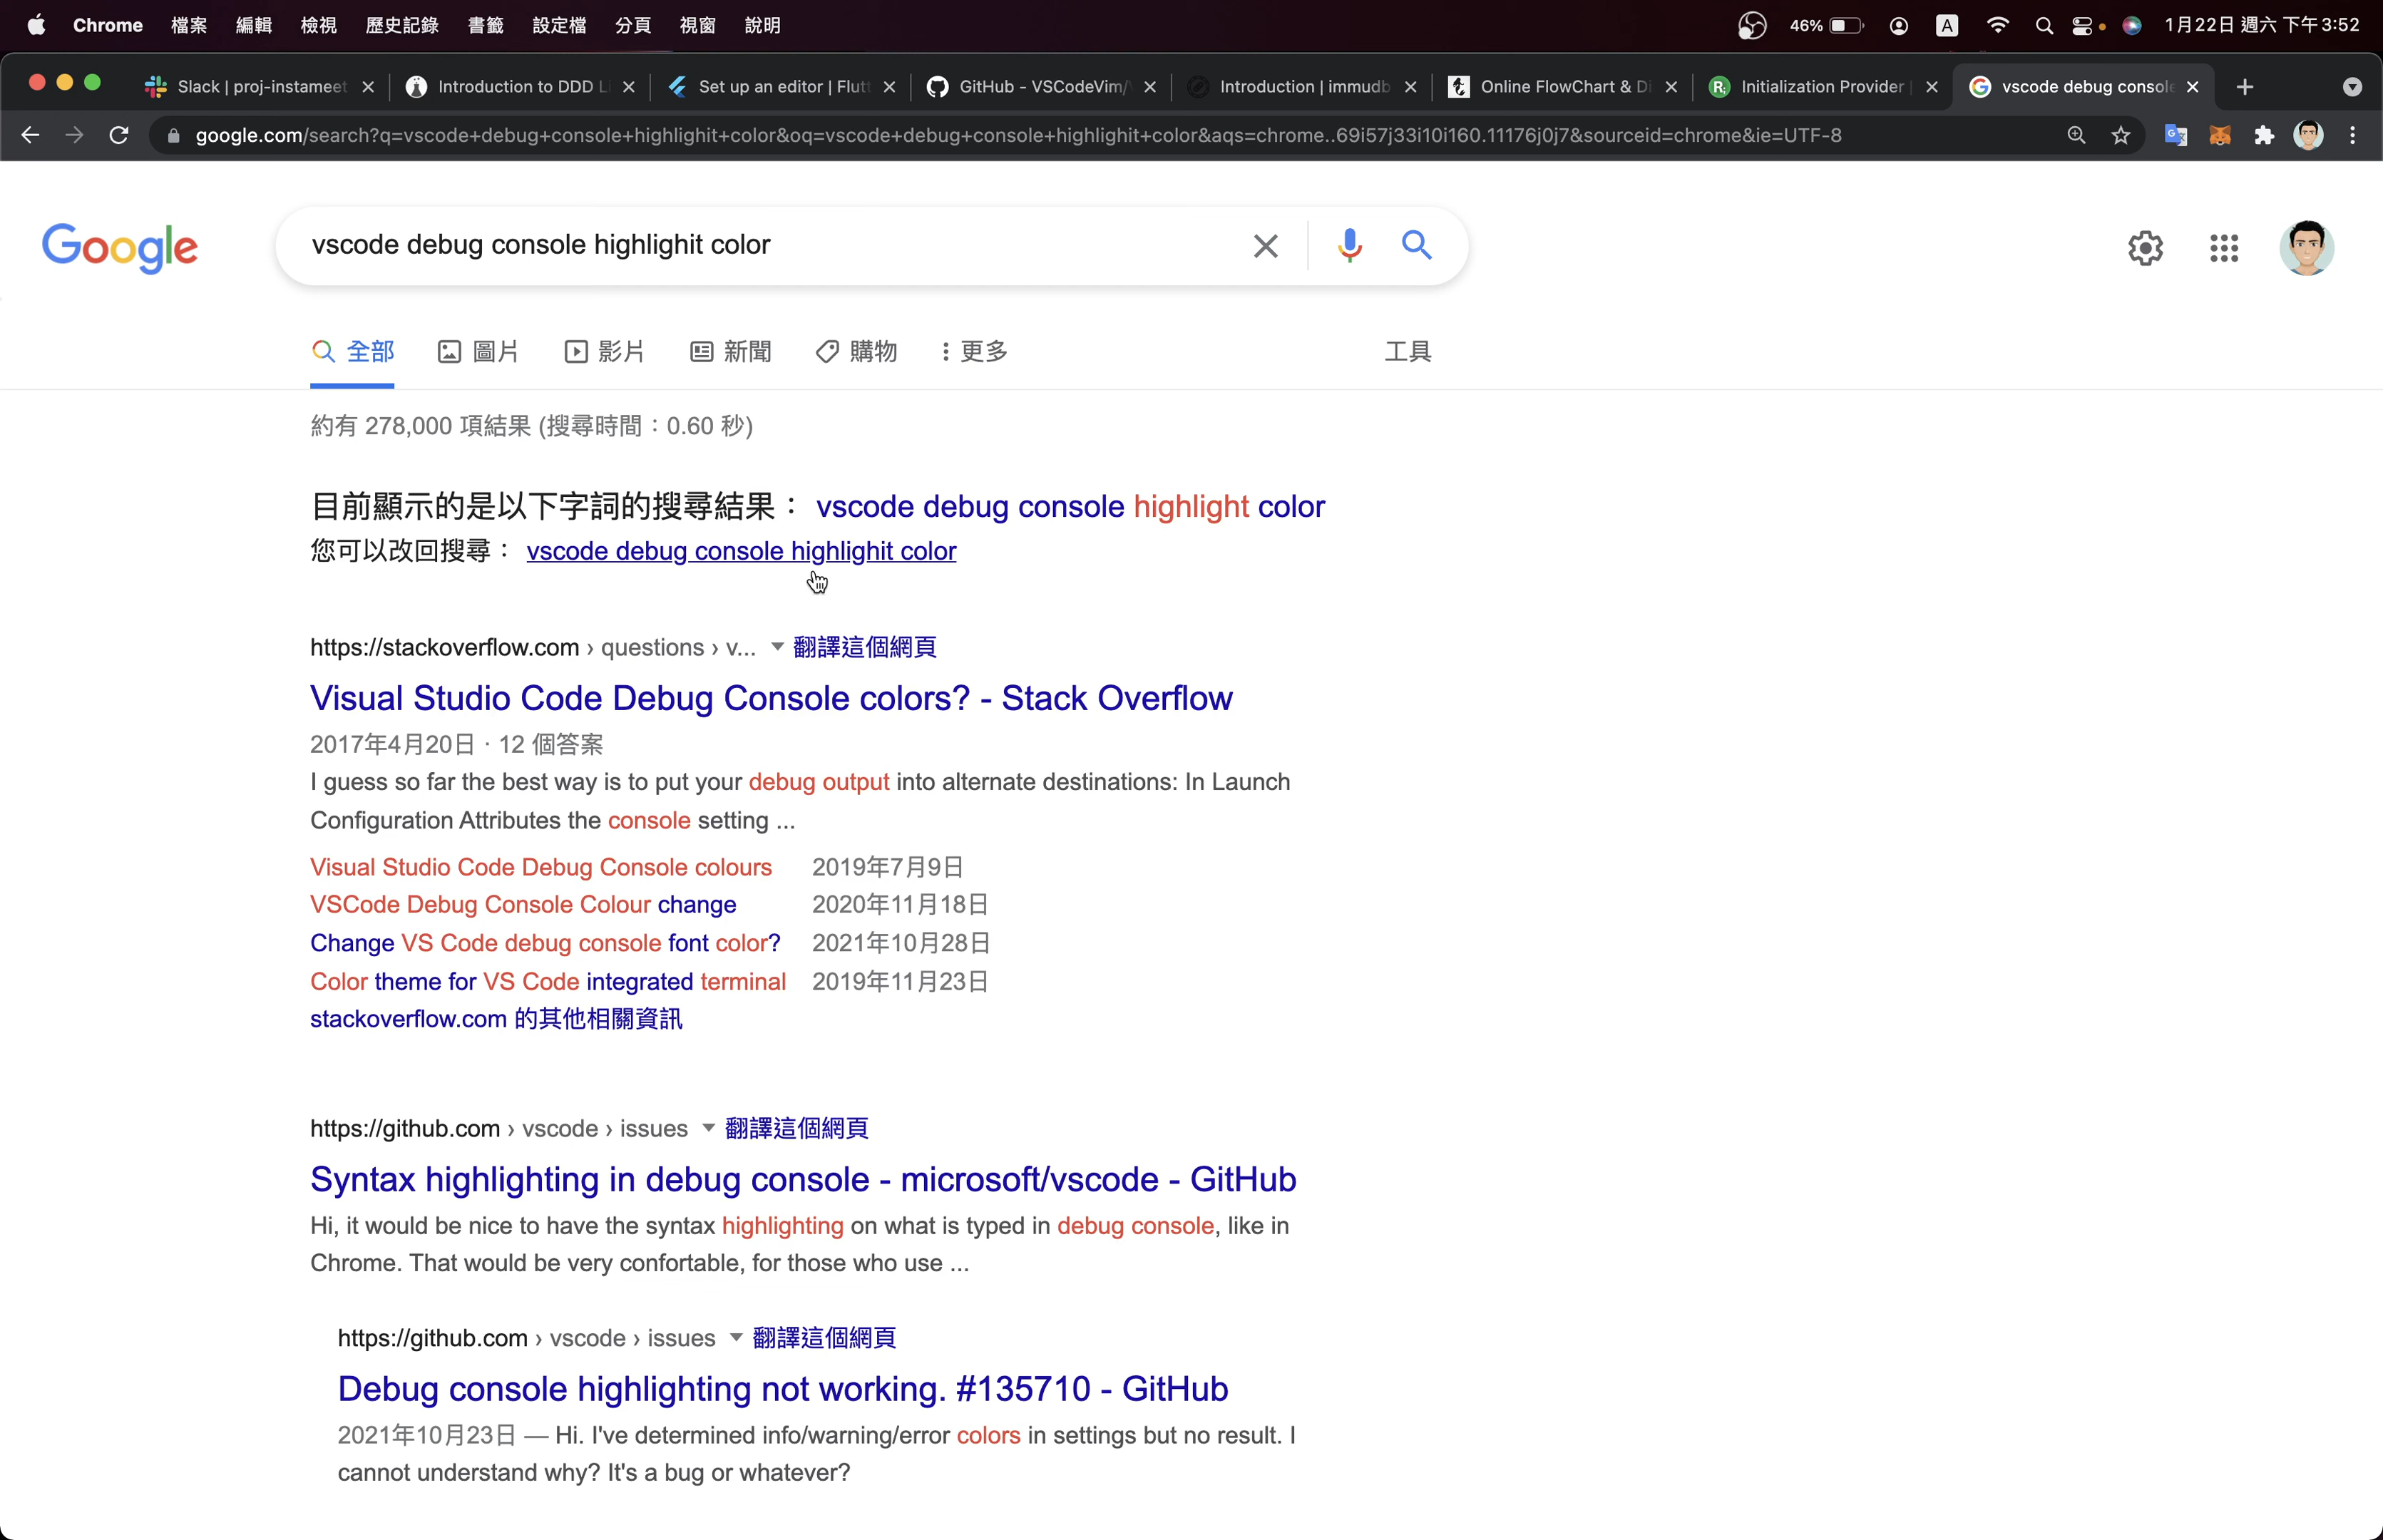 Chrome 檔案 編輯 檢視 歷史記錄 書籤 設定檔 分頁 視窗 說明 46% A 1月22日 週六 下午3:52
Slack | proj-instameet Introduction to DDD Li Set up an editor | Flutt GitHub - VSCodeVim/ Introduction | immudb Online FlowChart & Di Initialization Provider | vscode debug console
google.com/search?q=vscode+debug+console+highlighit+color&oq=vscode+debug+console+highlighit+color&aqs=chrome..69i57j33i10i160.11176j0j7&sourceid=chrome&ie=UTF-8
Google vscode debug console highlighit color
全部 圖片 影片 新聞 購物 更多 工具
約有 278,000 項結果 (搜尋時間:0.60 秒)
目前顯示的是以下字詞的搜尋結果: vscode debug console highlight color
您可以改回搜尋: vscode debug console highlighit color
https://stackoverflow.com › questions › v... 翻譯這個網頁
Visual Studio Code Debug Console colors? - Stack Overflow
2017年4月20日 · 12 個答案
I guess so far the best way is to put your debug output into alternate destinations: In Launch
Configuration Attributes the console setting ...
Visual Studio Code Debug Console colours 2019年7月9日
VSCode Debug Console Colour change 2020年11月18日
Change VS Code debug console font color? 2021年10月28日
Color theme for VS Code integrated terminal 2019年11月23日
stackoverflow.com 的其他相關資訊
https://github.com › vscode › issues 翻譯這個網頁
Syntax highlighting in debug console - microsoft/vscode - GitHub
Hi, it would be nice to have the syntax highlighting on what is typed in debug console, like in
Chrome. That would be very confortable, for those who use ...
https://github.com › vscode › issues 翻譯這個網頁
Debug console highlighting not working. #135710 - GitHub
2021年10月23日 — Hi. I've determined info/warning/error colors in settings but no result. I
cannot understand why? It's a bug or whatever?